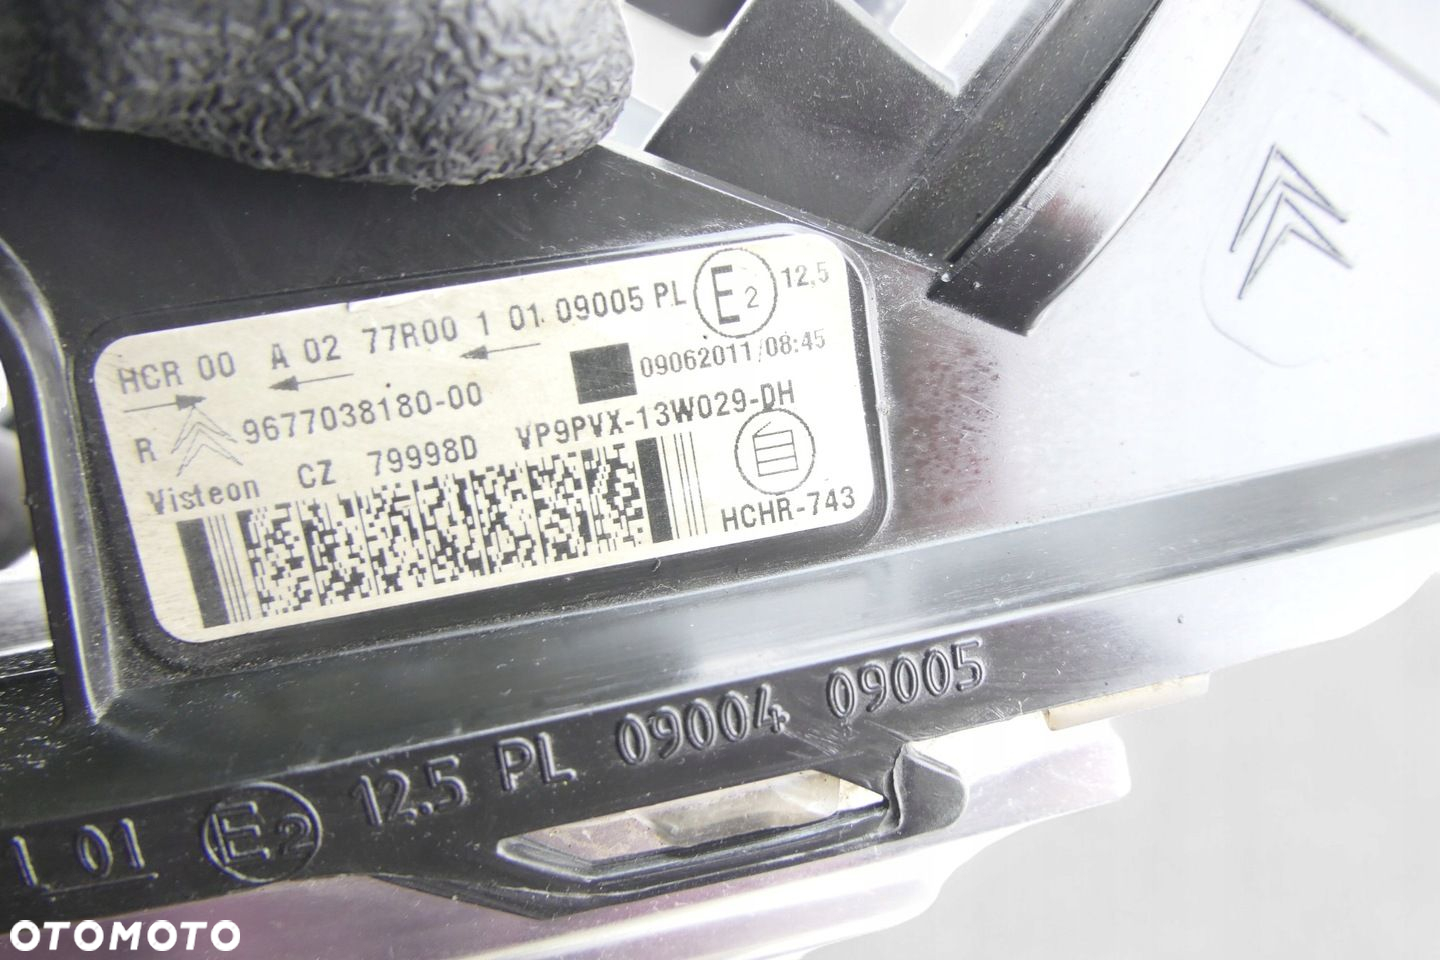 HCR 00 A 02 77R00 1 01 09005 PL E2 12,5
09062011/08:45
R 9677038180-00
VP9PVX-13W029-DH
Visteon CZ 79998D
HCHR-743
1 01 E2 12.5 PL 09004 09005
OTOMOTO